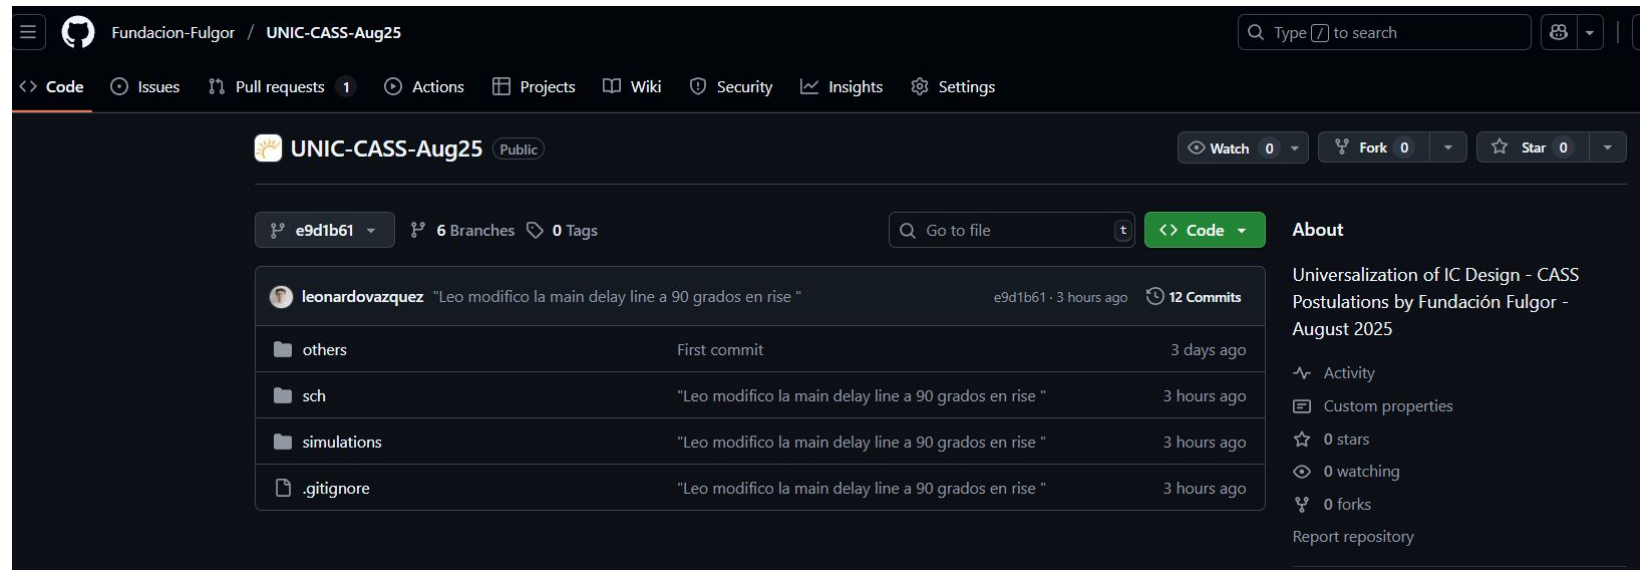 Fundacion-Fulgor / UNIC-CASS-Aug25
Type / to search
Code Issues Pull requests 1 Actions Projects Wiki Security Insights Settings
UNIC-CASS-Aug25 Public
Watch 0 Fork 0 Star 0
e9d1b61 6 Branches 0 Tags
Go to file t
Code
leonardovazquez "Leo modifico la main delay line a 90 grados en rise " e9d1b61 · 3 hours ago 12 Commits
others First commit 3 days ago
sch "Leo modifico la main delay line a 90 grados en rise " 3 hours ago
simulations "Leo modifico la main delay line a 90 grados en rise " 3 hours ago
.gitignore "Leo modifico la main delay line a 90 grados en rise " 3 hours ago
About
Universalization of IC Design - CASS
Postulations by Fundación Fulgor -
August 2025
Activity
Custom properties
0 stars
0 watching
0 forks
Report repository